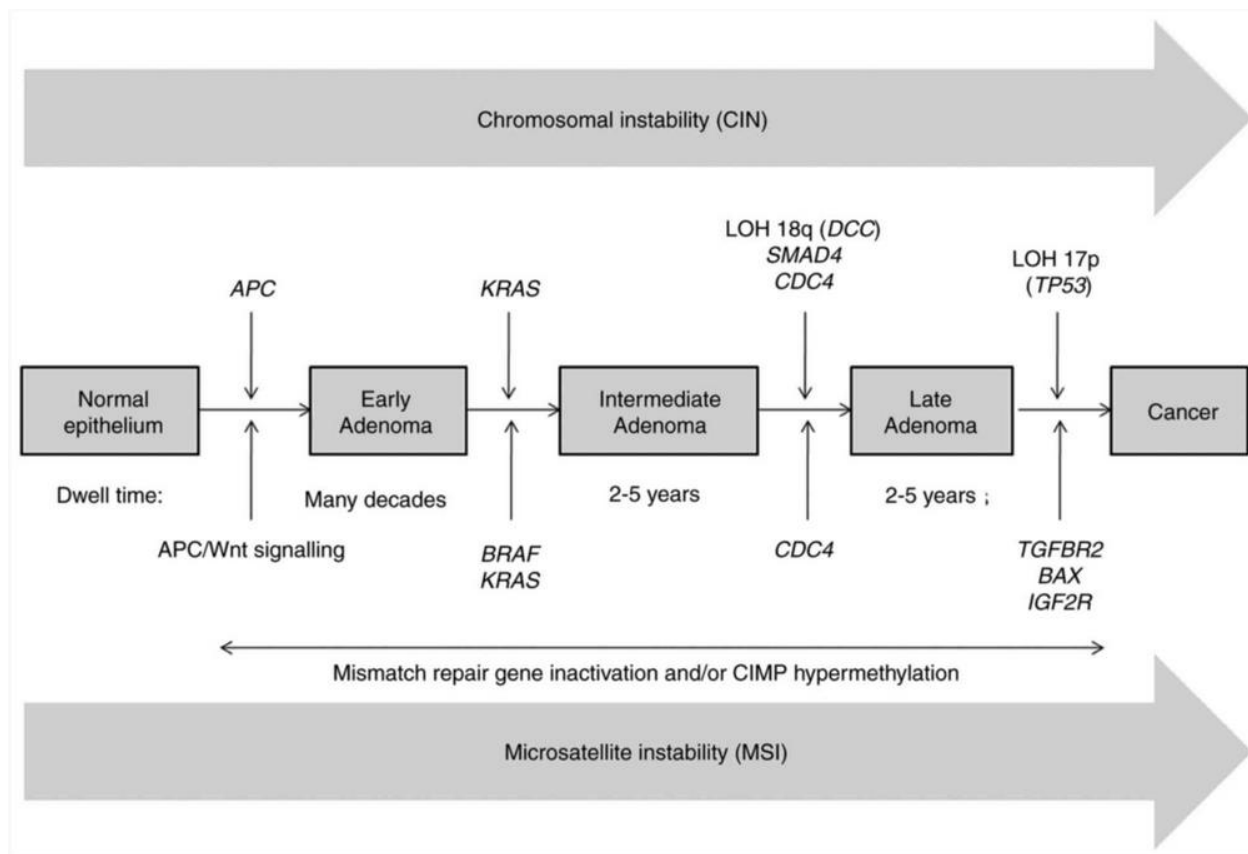 Chromosomal instability (CIN)
LOH 18q (DCC)
SMAD4
CDC4
LOH 17p
(TP53)
APC
KRAS
Normal
epithelium
Early
Adenoma
Intermediate
Adenoma
Late
Adenoma
Cancer
Dwell time:
Many decades
2-5 years
2-5 years ;
APC/Wnt signalling
BRAF
KRAS
CDC4
TGFBR2
BAX
IGF2R
Mismatch repair gene inactivation and/or CIMP hypermethylation
Microsatellite instability (MSI)